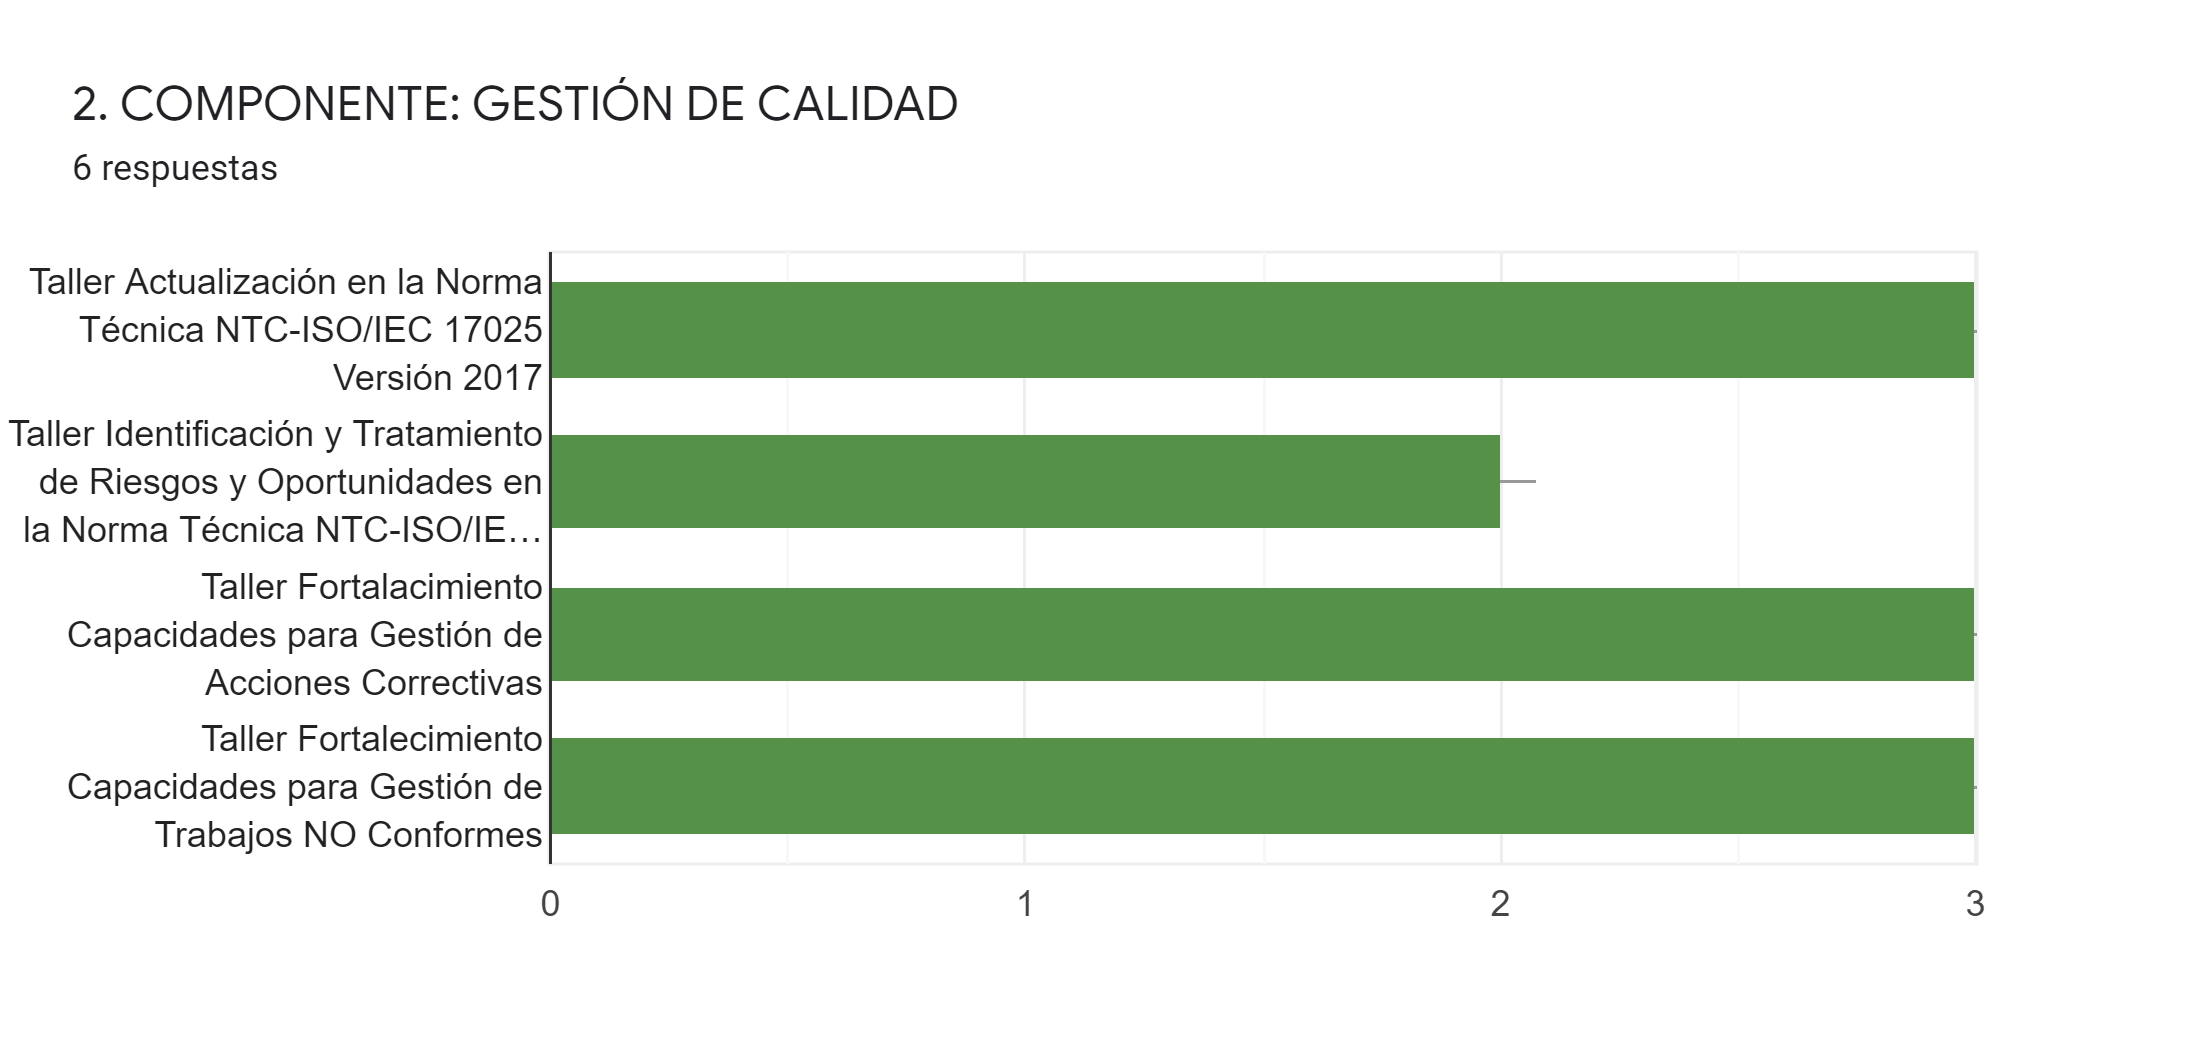 2. COMPONENTE: GESTIÓN DE CALIDAD
6 respuestas
Taller Actualización en la Norma
Técnica NTC-ISO/IEC 17025
Versión 2017
Taller Identificación y Tratamiento
de Riesgos y Oportunidades en
la Norma Técnica NTC-ISO/IE…
Taller Fortalacimiento
Capacidades para Gestión de
Acciones Correctivas
Taller Fortalecimiento
Capacidades para Gestión de
Trabajos NO Conformes
0 1 2 3